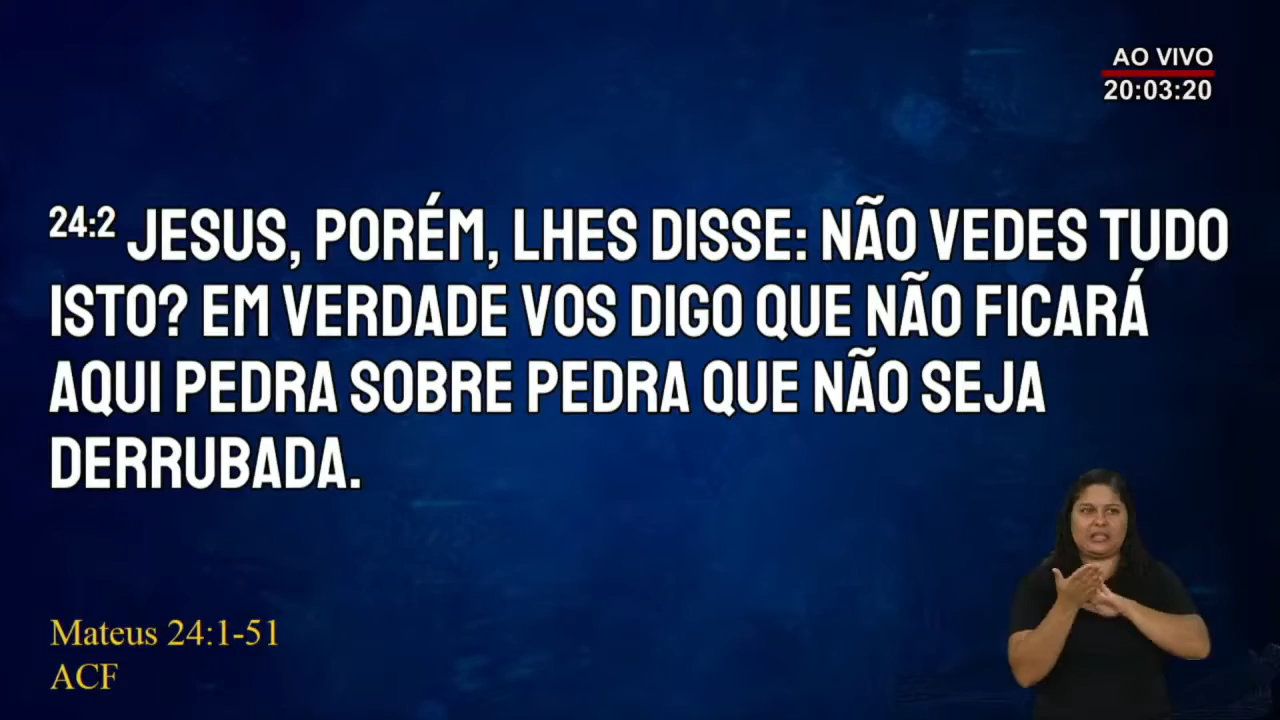 AO VIVO
20:03:20
24:2 JESUS, PORÉM, LHES DISSE: NÃO VEDES TUDO
ISTO? EM VERDADE VOS DIGO QUE NÃO FICARÁ
AQUI PEDRA SOBRE PEDRA QUE NÃO SEJA
DERRUBADA.
Mateus 24:1-51
ACF